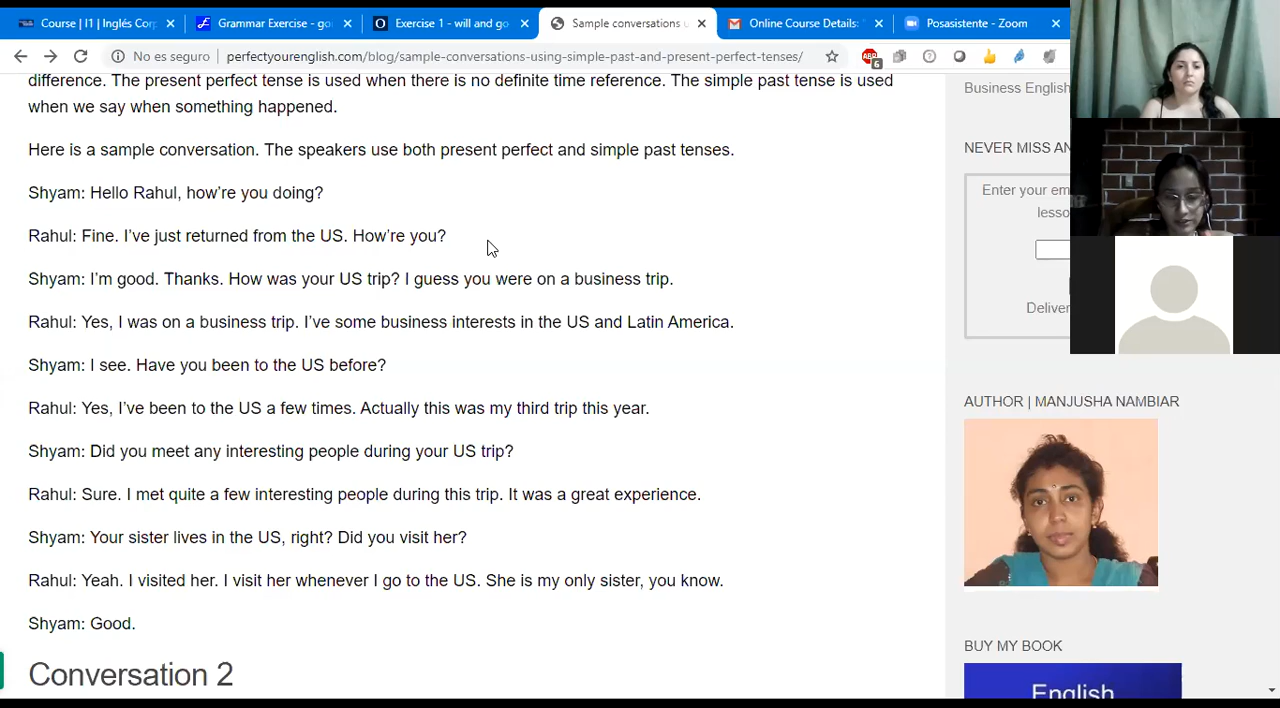 Course | I1 | Inglés Corp
Grammar Exercise - go
Exercise 1 - will and go
Sample conversations u
Online Course Details:
Posasistente - Zoom
No es seguro
perfectyourenglish.com/blog/sample-conversations-using-simple-past-and-present-perfect-tenses/
6
difference. The present perfect tense is used when there is no definite time reference. The simple past tense is used
when we say when something happened.
Here is a sample conversation. The speakers use both present perfect and simple past tenses.
Shyam: Hello Rahul, how’re you doing?
Rahul: Fine. I’ve just returned from the US. How’re you?
Shyam: I’m good. Thanks. How was your US trip? I guess you were on a business trip.
Rahul: Yes, I was on a business trip. I’ve some business interests in the US and Latin America.
Shyam: I see. Have you been to the US before?
Rahul: Yes, I’ve been to the US a few times. Actually this was my third trip this year.
Shyam: Did you meet any interesting people during your US trip?
Rahul: Sure. I met quite a few interesting people during this trip. It was a great experience.
Shyam: Your sister lives in the US, right? Did you visit her?
Rahul: Yeah. I visited her. I visit her whenever I go to the US. She is my only sister, you know.
Shyam: Good.
Conversation 2
Business English
NEVER MISS AN
Enter your em
lesso
Deliver
AUTHOR | MANJUSHA NAMBIAR
BUY MY BOOK
English